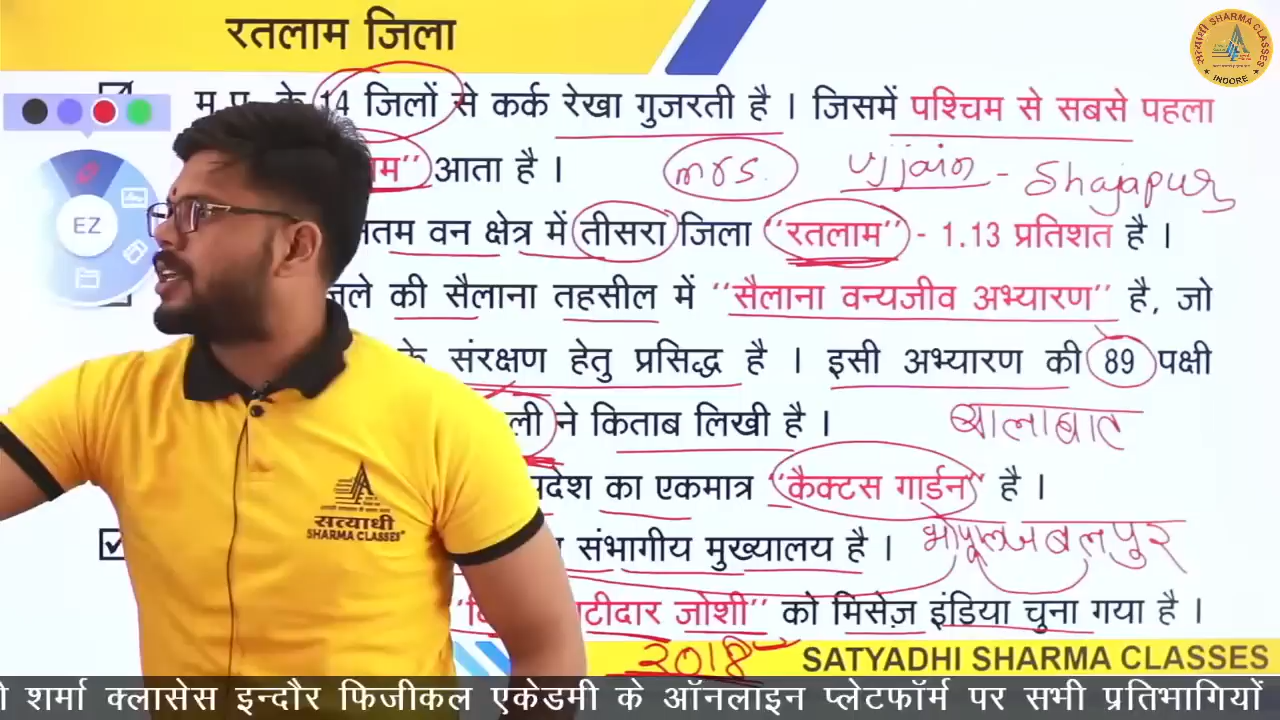 रतलाम जिला
SHARMA CLASSES
INDORE
म.प्र. के 14 जिलों से कर्क रेखा गुजरती है । जिसमें पश्चिम से सबसे पहला
आता है ।
mrs.
Ujjain - Shajapur
वन क्षेत्र में तीसरा जिला "रतलाम" - 1.13 प्रतिशत है ।
EZ
की सैलाना तहसील में "सैलाना वन्यजीव अभ्यारण" है, जो
के संरक्षण हेतु प्रसिद्ध है । इसी अभ्यारण की 89 पक्षी
ने किताब लिखी है ।
बालाघाट
का एकमात्र "कैक्टस गार्डन" है ।
संभागीय मुख्यालय है ।
भोपाल जबलपुर
जोशी" को मिसेज़ इंडिया चुना गया है ।
2018
सत्याधी
SHARMA CLASSES
SATYADHI SHARMA CLASSES
शर्मा क्लासेस इन्दौर फिजीकल एकेडमी के ऑनलाइन प्लेटफॉर्म पर सभी प्रतिभागियों